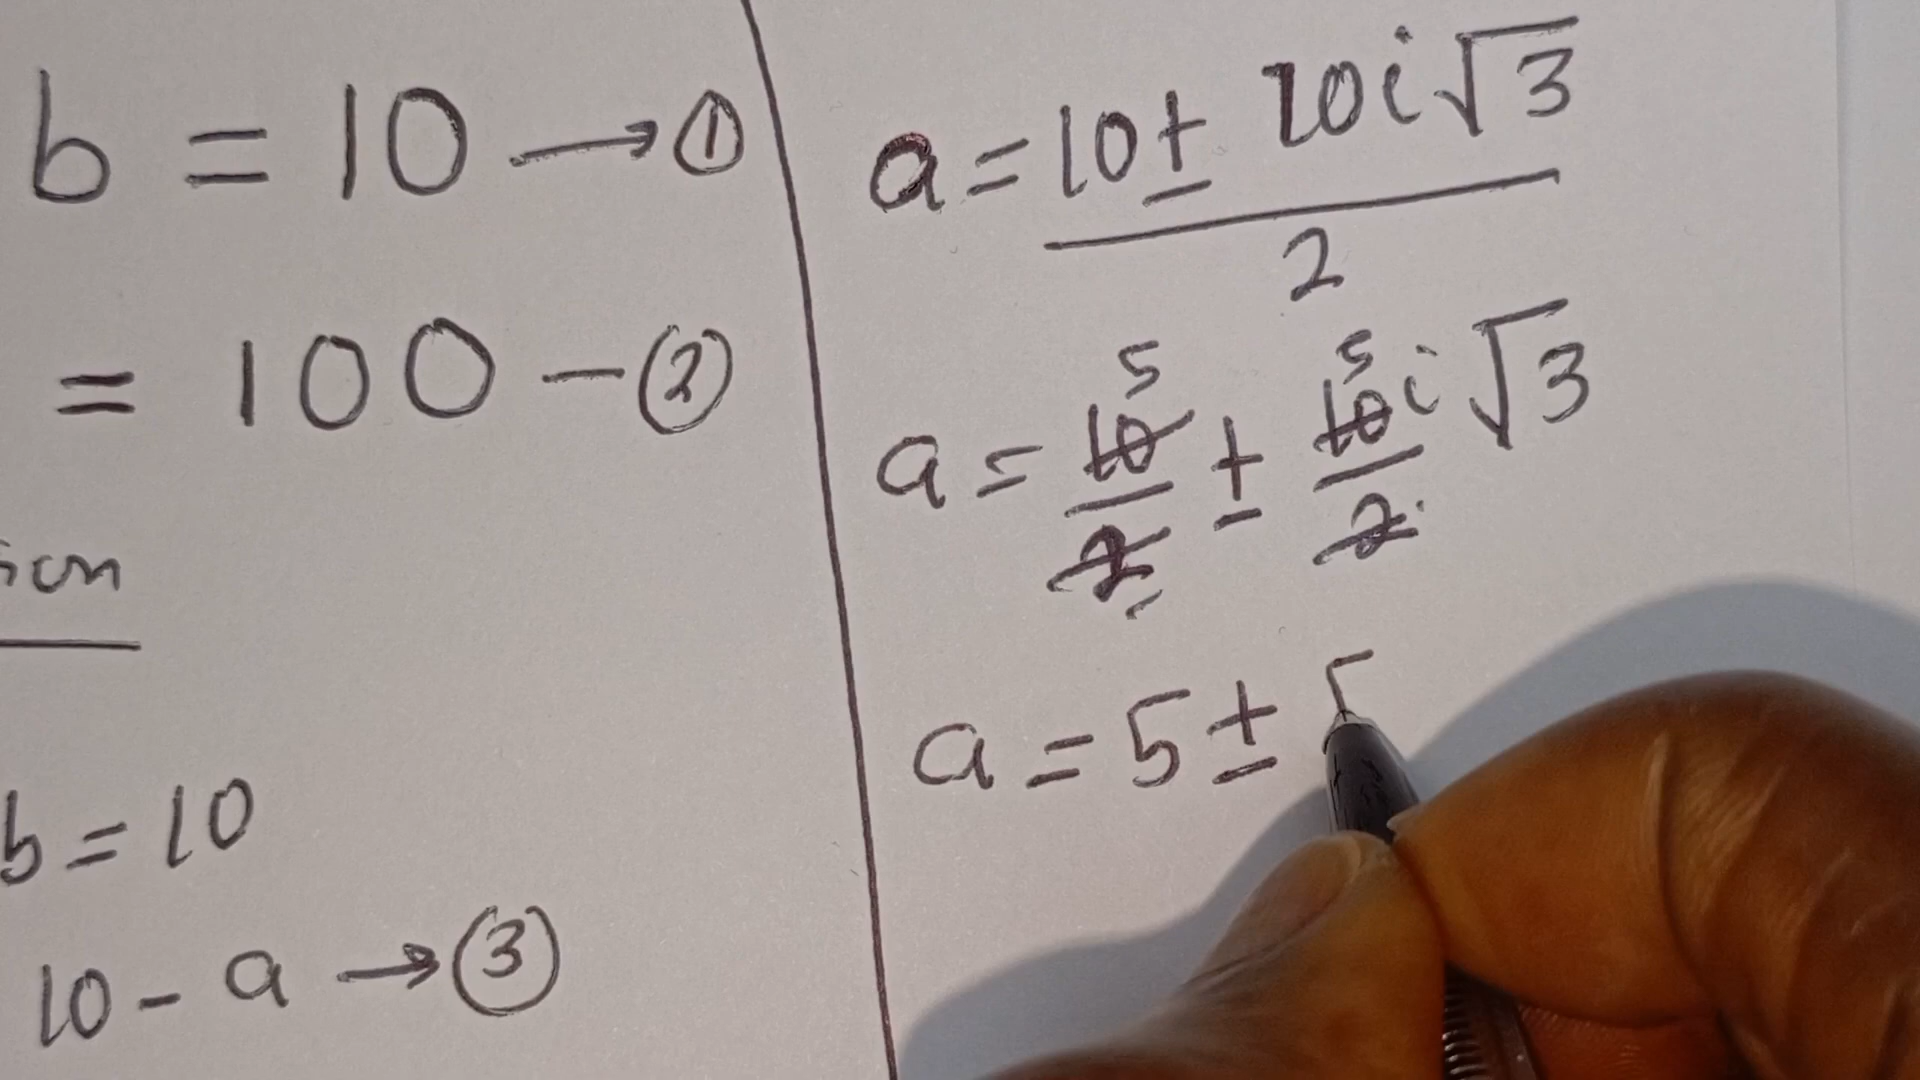 b = 10 → ①
= 100 - ②
ion
b = 10
10 - a → ③
a = 10 ± 10i√3
2
5 5
a = 10/2 ± 10i/2 √3
a = 5 ± 5